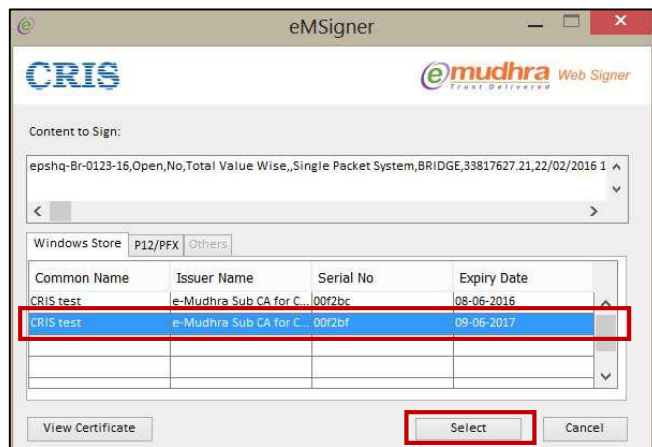 eMSigner
CRIS
emudhra Web Signer
Trust Delivered
Content to Sign:
epshq-Br-0123-16,Open,No,Total Value Wise,,Single Packet System,BRIDGE,33817627.21,22/02/2016 1
Windows Store P12/PFX Others
Common Name Issuer Name Serial No Expiry Date
CRIS test e-Mudhra Sub CA for C... 00f2bc 08-06-2016
CRIS test e-Mudhra Sub CA for C... 00f2bf 09-06-2017
View Certificate Select Cancel